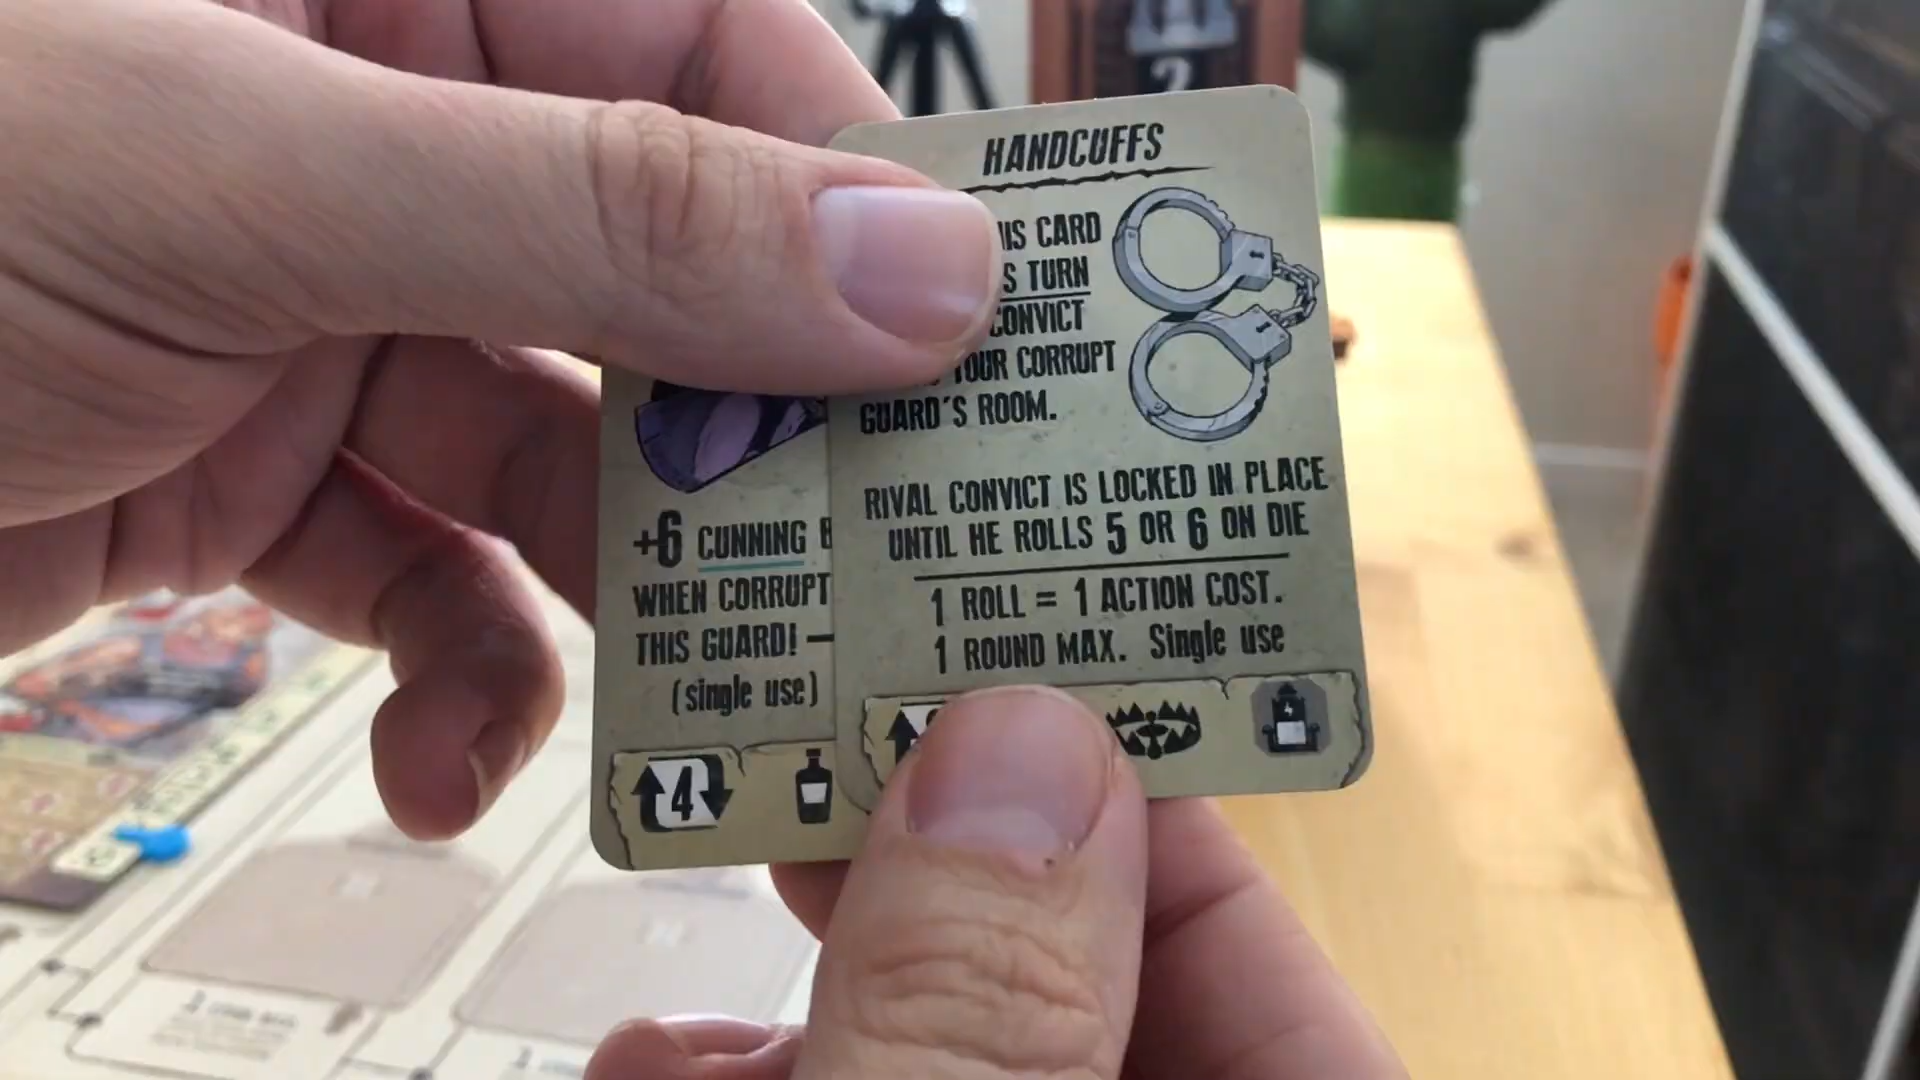 2
HANDCUFFS
CARD
TURN
CONVICT
YOUR CORRUPT
GUARD'S ROOM.
RIVAL CONVICT IS LOCKED IN PLACE
UNTIL HE ROLLS 5 OR 6 ON DIE
1 ROLL = 1 ACTION COST.
1 ROUND MAX. Single use
+6 CUNNING
WHEN CORRUPT
THIS GUARD! –
(single use)
4